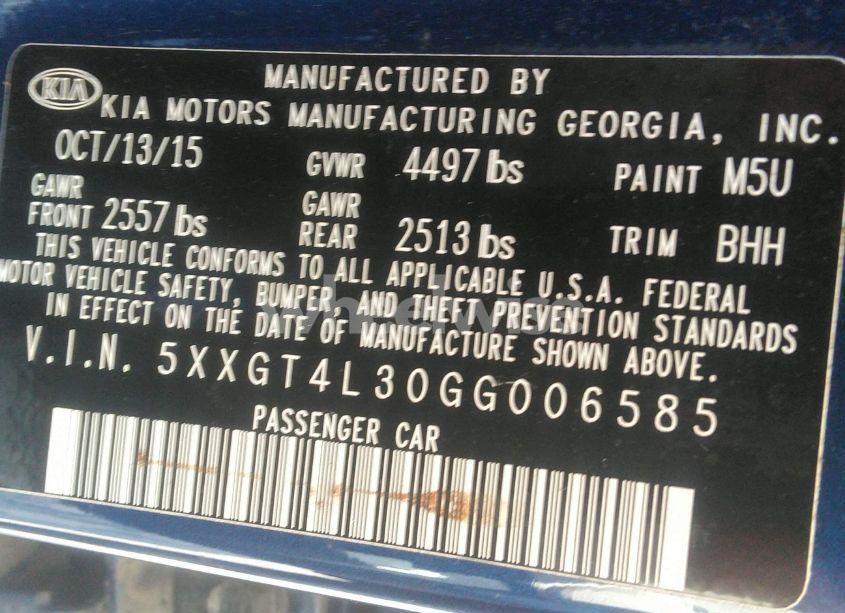 KIA
MANUFACTURED BY
KIA MOTORS MANUFACTURING GEORGIA, INC.
OCT/13/15 GVWR 4497 lbs PAINT M5U
GAWR FRONT 2557 lbs GAWR REAR 2513 lbs TRIM BHH
THIS VEHICLE CONFORMS TO ALL APPLICABLE U.S.A. FEDERAL
MOTOR VEHICLE SAFETY, BUMPER, AND THEFT PREVENTION STANDARDS
IN EFFECT ON THE DATE OF MANUFACTURE SHOWN ABOVE.
V.I.N. 5XXGT4L30GG006585
PASSENGER CAR